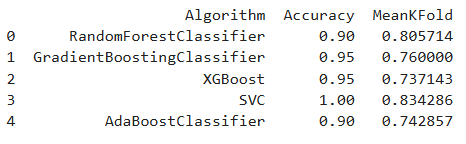 Algorithm Accuracy MeanKFold
0 RandomForestClassifier 0.90 0.805714
1 GradientBoostingClassifier 0.95 0.760000
2 XGBoost 0.95 0.737143
3 SVC 1.00 0.834286
4 AdaBoostClassifier 0.90 0.742857